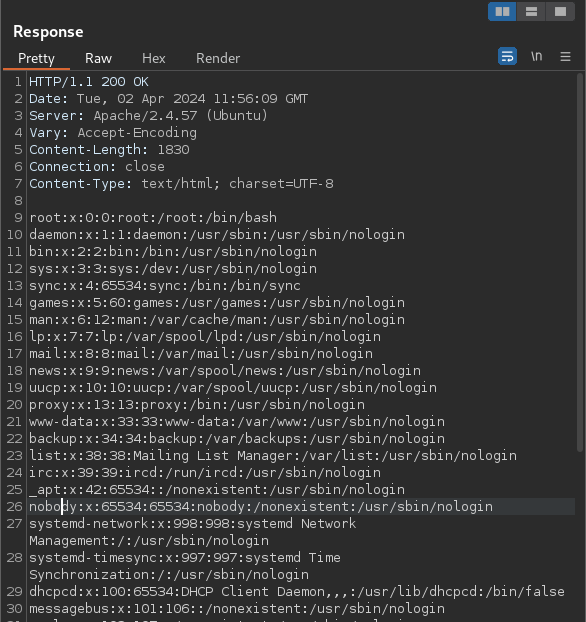 Response
Pretty Raw Hex Render \n
1 HTTP/1.1 200 OK
2 Date: Tue, 02 Apr 2024 11:56:09 GMT
3 Server: Apache/2.4.57 (Ubuntu)
4 Vary: Accept-Encoding
5 Content-Length: 1830
6 Connection: close
7 Content-Type: text/html; charset=UTF-8
8
9 root:x:0:0:root:/root:/bin/bash
10 daemon:x:1:1:daemon:/usr/sbin:/usr/sbin/nologin
11 bin:x:2:2:bin:/bin:/usr/sbin/nologin
12 sys:x:3:3:sys:/dev:/usr/sbin/nologin
13 sync:x:4:65534:sync:/bin:/bin/sync
14 games:x:5:60:games:/usr/games:/usr/sbin/nologin
15 man:x:6:12:man:/var/cache/man:/usr/sbin/nologin
16 lp:x:7:7:lp:/var/spool/lpd:/usr/sbin/nologin
17 mail:x:8:8:mail:/var/mail:/usr/sbin/nologin
18 news:x:9:9:news:/var/spool/news:/usr/sbin/nologin
19 uucp:x:10:10:uucp:/var/spool/uucp:/usr/sbin/nologin
20 proxy:x:13:13:proxy:/bin:/usr/sbin/nologin
21 www-data:x:33:33:www-data:/var/www:/usr/sbin/nologin
22 backup:x:34:34:backup:/var/backups:/usr/sbin/nologin
23 list:x:38:38:Mailing List Manager:/var/list:/usr/sbin/nologin
24 irc:x:39:39:ircd:/run/ircd:/usr/sbin/nologin
25 _apt:x:42:65534::/nonexistent:/usr/sbin/nologin
26 nobody:x:65534:65534:nobody:/nonexistent:/usr/sbin/nologin
27 systemd-network:x:998:998:systemd Network
Management:/:/usr/sbin/nologin
28 systemd-timesync:x:997:997:systemd Time
Synchronization:/:/usr/sbin/nologin
29 dhcpcd:x:100:65534:DHCP Client Daemon,,,:/usr/lib/dhcpcd:/bin/false
30 messagebus:x:101:106::/nonexistent:/usr/sbin/nologin